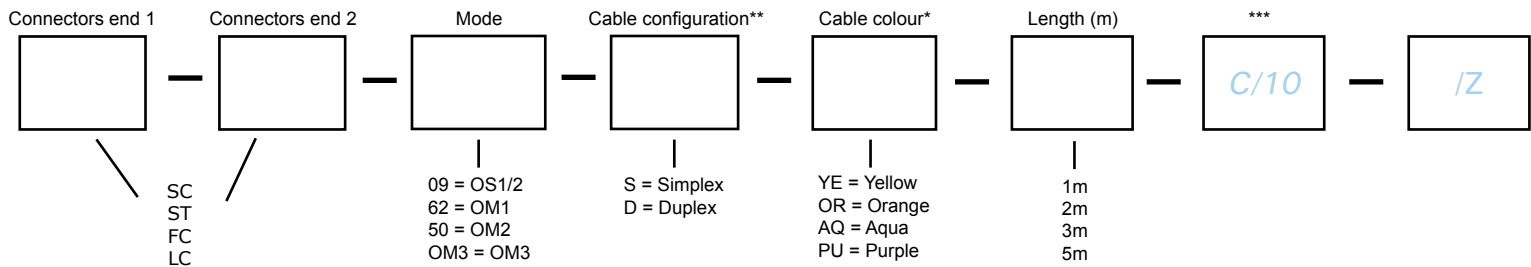 Connectors end 1
Connectors end 2
Mode
Cable configuration**
Cable colour*
Length (m)
***
C/10
/Z
SC
ST
FC
LC
09 = OS1/2
62 = OM1
50 = OM2
OM3 = OM3
S = Simplex
D = Duplex
YE = Yellow
OR = Orange
AQ = Aqua
PU = Purple
1m
2m
3m
5m